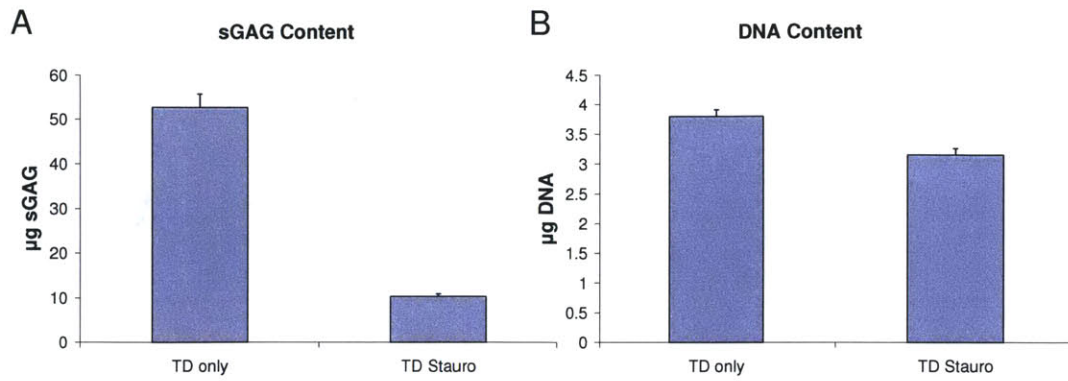 A
sGAG Content
60
50
40
30
20
10
0
µg sGAG
TD only
TD Stauro
B
DNA Content
4.5
4
3.5
3
2.5
2
1.5
1
0.5
0
µg DNA
TD only
TD Stauro